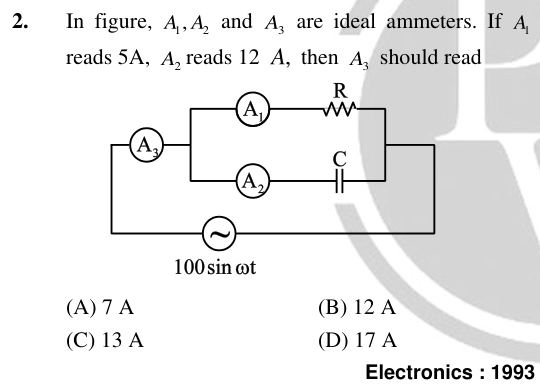 2. In figure, A₁, A₂ and A₃ are ideal ammeters. If A₁
reads 5A, A₂ reads 12 A, then A₃ should read
R
A₁
A₃
C
A₂
~
100 sin ωt
(A) 7 A (B) 12 A
(C) 13 A (D) 17 A
Electronics : 1993